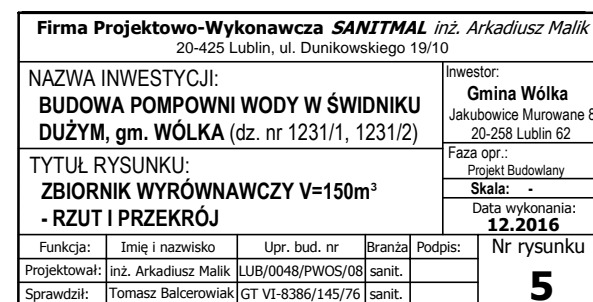 Firma Projektowo-Wykonawcza SANITMAL inż. Arkadiusz Malik
20-425 Lublin, ul. Dunikowskiego 19/10
NAZWA INWESTYCJI:
BUDOWA POMPOWNI WODY W ŚWIDNIKU
DUŻYM, gm. WÓLKA (dz. nr 1231/1, 1231/2)
Inwestor:
Gmina Wólka
Jakubowice Murowane 8
20-258 Lublin 62
TYTUŁ RYSUNKU:
ZBIORNIK WYRÓWNAWCZY V=150m³
- RZUT I PRZEKRÓJ
Faza opr.:
Projekt Budowlany
Skala: -
Data wykonania:
12.2016
Funkcja: Imię i nazwisko Upr. bud. nr Branża Podpis: Nr rysunku
Projektował: inż. Arkadiusz Malik LUB/0048/PWOS/08 sanit.
Sprawdził: Tomasz Balcerowiak GT VI-8386/145/76 sanit.
5